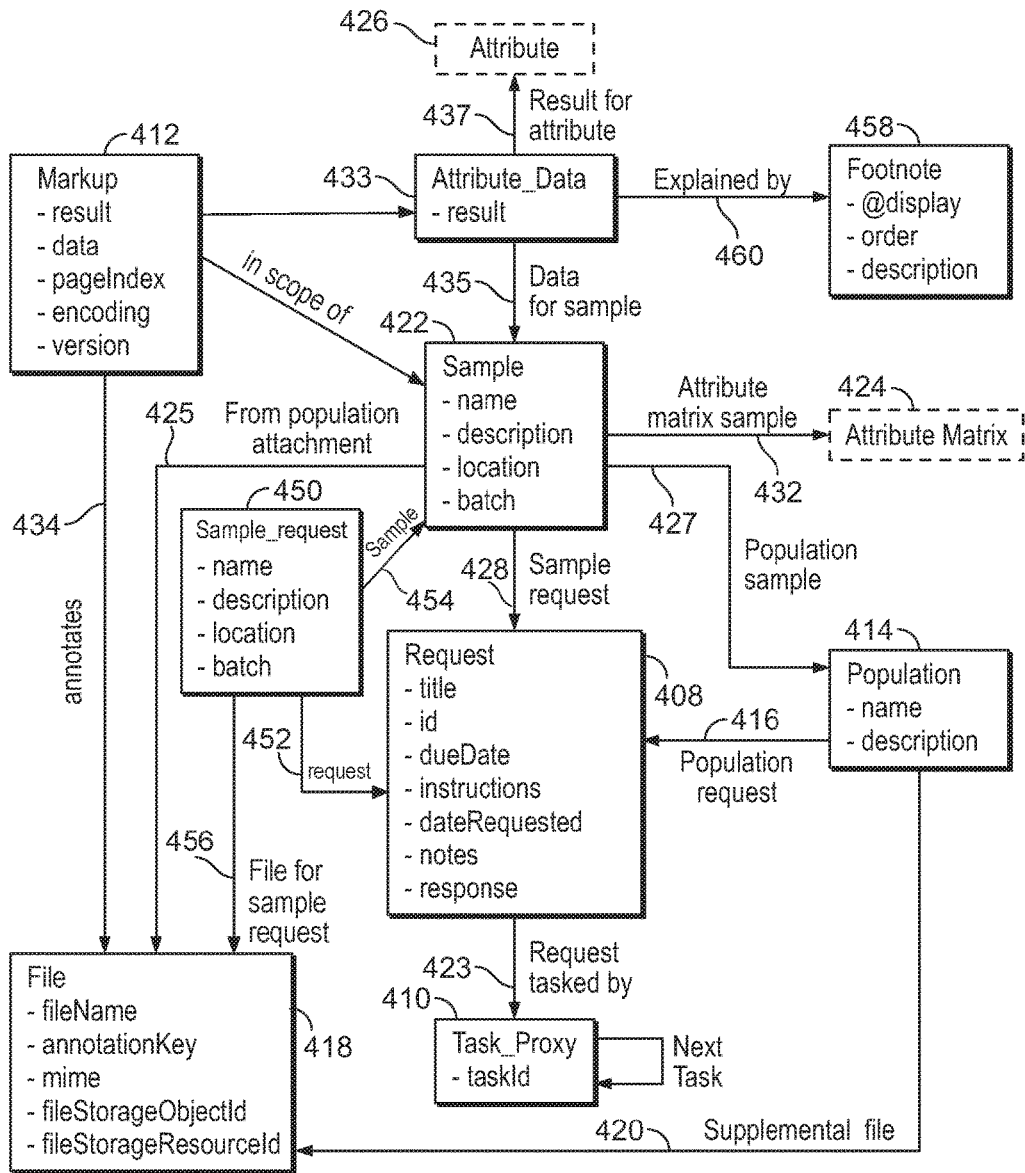 426
Attribute
437
Result for
attribute
412
Markup
- result
- data
- pageIndex
- encoding
- version
433
Attribute_Data
- result
Explained by
460
458
Footnote
- @display
- order
- description
in scope of
435
Data
for sample
422
Sample
- name
- description
- location
- batch
Attribute
matrix sample
432
424
Attribute Matrix
425
From population
attachment
434
annotates
450
Sample_request
- name
- description
- location
- batch
Sample
454
428
Sample
request
427
Population
sample
414
Population
- name
- description
416
Population
request
408
Request
- title
- id
- dueDate
- instructions
- dateRequested
- notes
- response
452
request
456
File for
sample
request
423
Request
tasked by
410
Task_Proxy
- taskId
Next
Task
File
- fileName
- annotationKey
- mime
- fileStorageObjectId
- fileStorageResourceId
418
420
Supplemental file